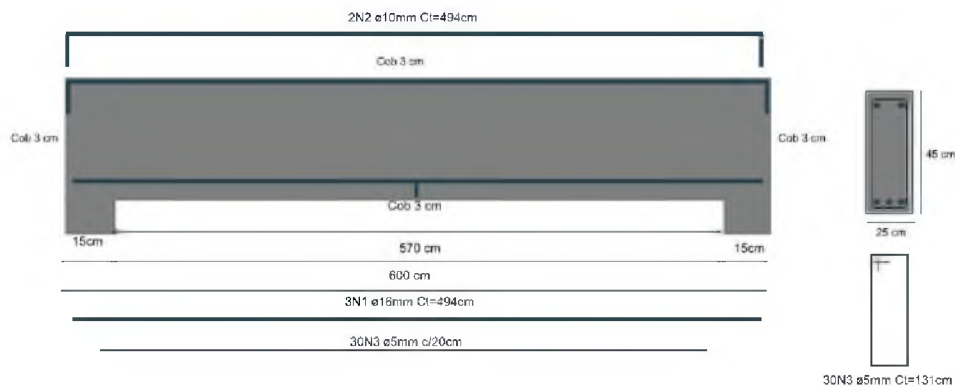 2N2 ø10mm Ct=494cm
Cob 3 cm
Cob 3 cm
Cob 3 cm
45 cm
Cob 3 cm
15cm
570 cm
15cm
25 cm
600 cm
3N1 ø16mm Ct=494cm
30N3 ø5mm c/20cm
30N3 ø5mm Ct=131cm